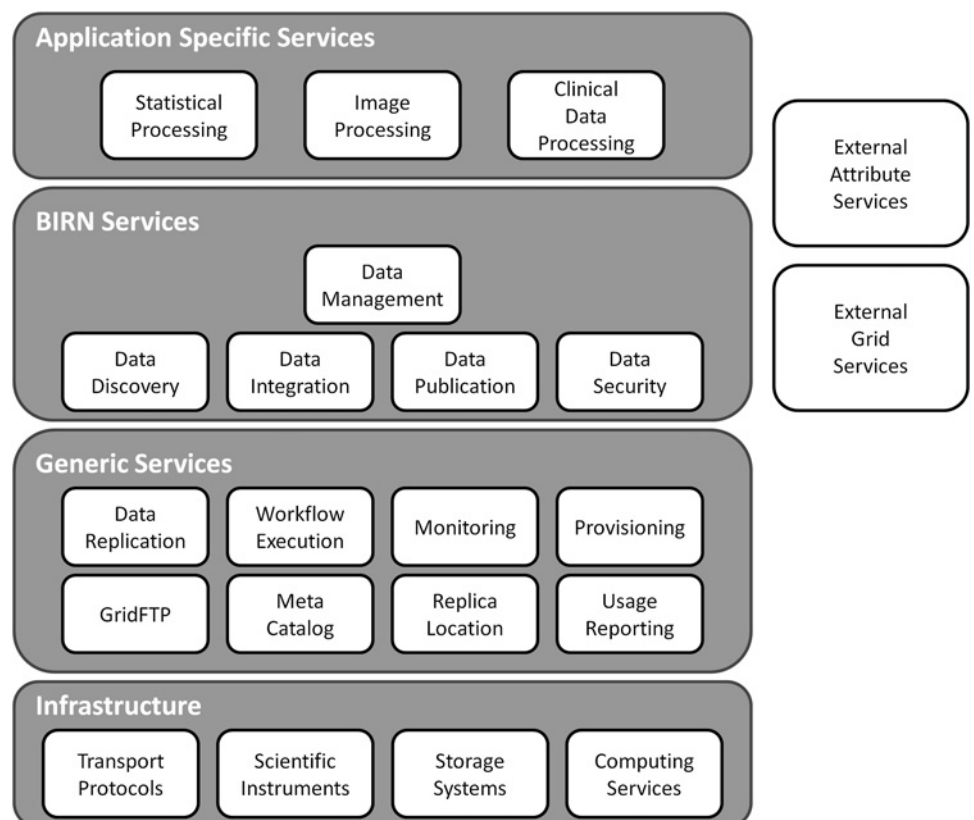 Application Specific Services
Statistical
Processing
Image
Processing
Clinical
Data
Processing
External
Attribute
Services
BIRN Services
Data
Management
Data
Discovery
Data
Integration
Data
Publication
Data
Security
External
Grid
Services
Generic Services
Data
Replication
Workflow
Execution
Monitoring
Provisioning
GridFTP
Meta
Catalog
Replica
Location
Usage
Reporting
Infrastructure
Transport
Protocols
Scientific
Instruments
Storage
Systems
Computing
Services